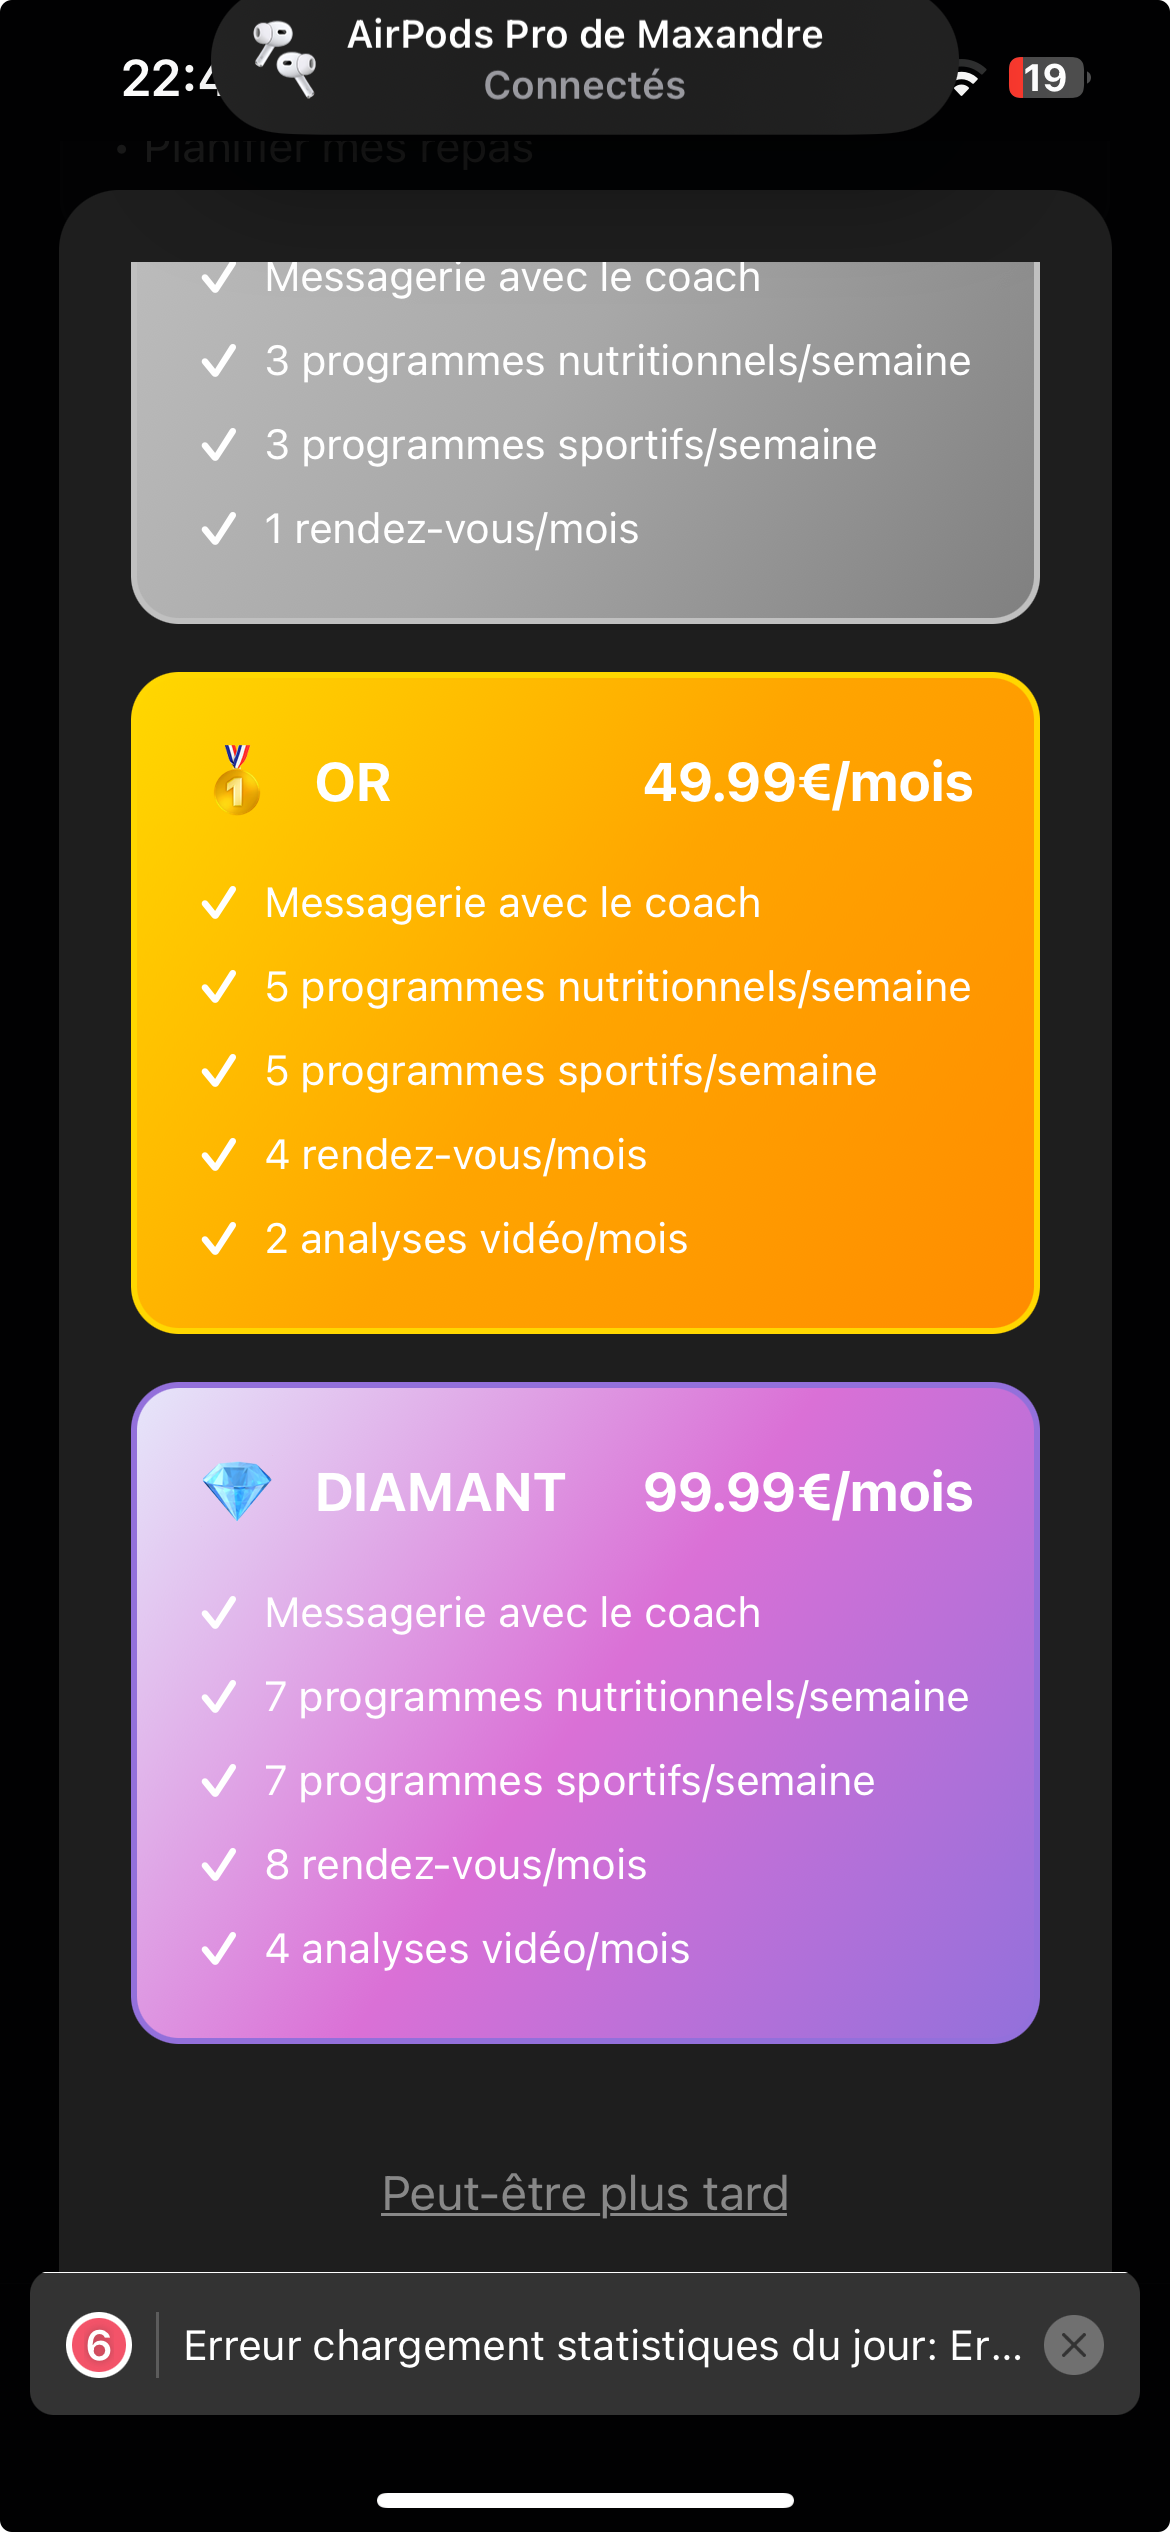 AirPods Pro de Maxandre
22:4
Connectés
19
• Planifier mes repas
Messagerie avec le coach
3 programmes nutritionnels/semaine
3 programmes sportifs/semaine
1 rendez-vous/mois
1 OR 49.99€/mois
Messagerie avec le coach
5 programmes nutritionnels/semaine
5 programmes sportifs/semaine
4 rendez-vous/mois
2 analyses vidéo/mois
DIAMANT 99.99€/mois
Messagerie avec le coach
7 programmes nutritionnels/semaine
7 programmes sportifs/semaine
8 rendez-vous/mois
4 analyses vidéo/mois
Peut-être plus tard
6 Erreur chargement statistiques du jour: Er...